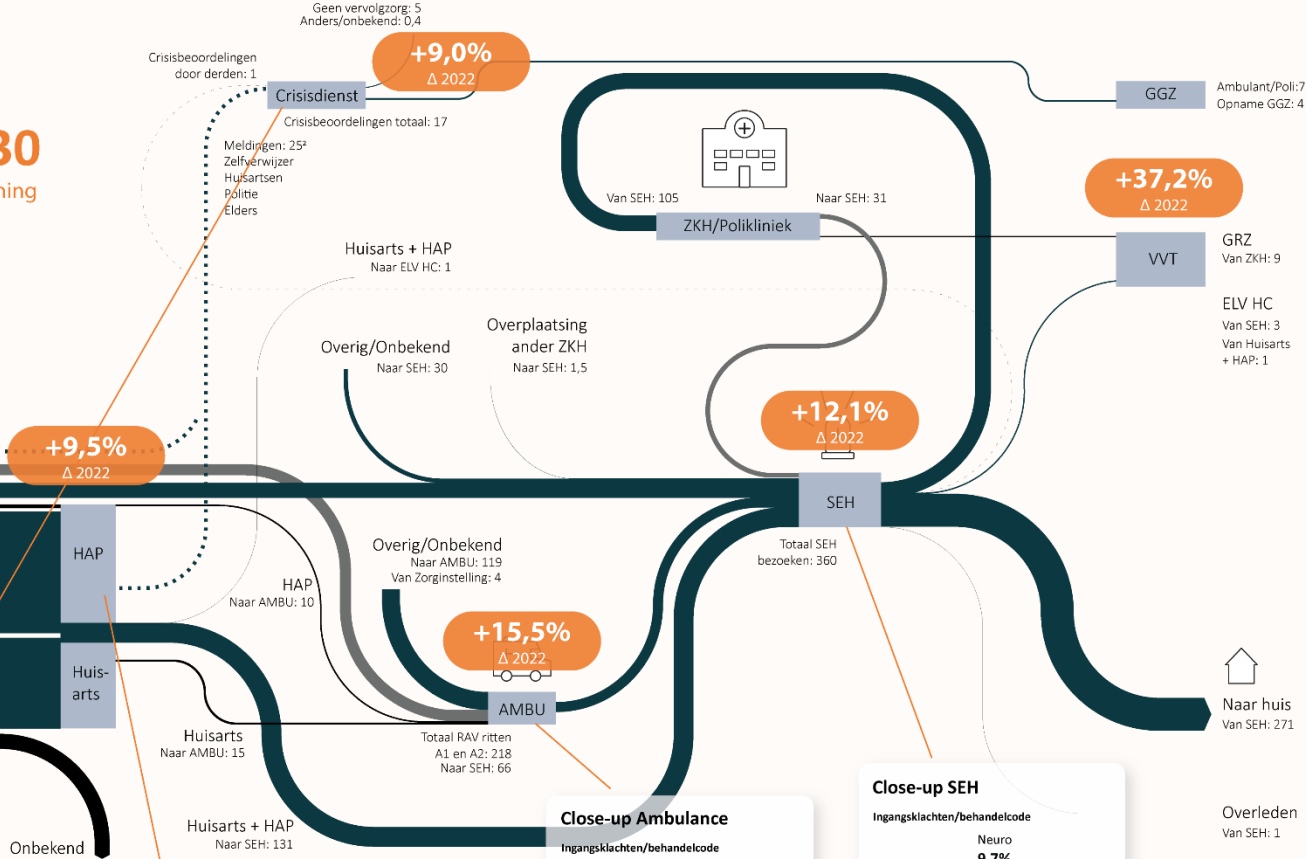 Geen vervolgzorg: 5
Anders/onbekend: 0,4
+9,0%
Δ 2022
Crisisbeoordelingen
door derden: 1
Crisisdienst
Crisisbeoordelingen totaal: 17
GGZ
Ambulant/Poli:7
Opname GGZ: 4
30
ning
Meldingen: 25²
Zelfverwijzer
Huisartsen
Politie
Elders
Van SEH: 105
Naar SEH: 31
ZKH/Polikliniek
+37,2%
Δ 2022
VVT
GRZ
Van ZKH: 9
ELV HC
Van SEH: 3
Van Huisarts
+ HAP: 1
Huisarts + HAP
Naar ELV HC: 1
Overig/Onbekend
Naar SEH: 30
Overplaatsing
ander ZKH
Naar SEH: 1,5
+12,1%
Δ 2022
+9,5%
Δ 2022
SEH
Totaal SEH
bezoeken: 360
HAP
HAP
Naar AMBU: 10
Overig/Onbekend
Naar AMBU: 119
Van Zorginstelling: 4
+15,5%
Δ 2022
AMBU
Totaal RAV ritten
A1 en A2: 218
Naar SEH: 66
Huis-
arts
Huisarts
Naar AMBU: 15
Naar huis
Van SEH: 271
Huisarts + HAP
Naar SEH: 131
Onbekend
Close-up Ambulance
Ingangsklachten/behandelcode
Close-up SEH
Ingangsklachten/behandelcode
Neuro
9,7%
Overleden
Van SEH: 1